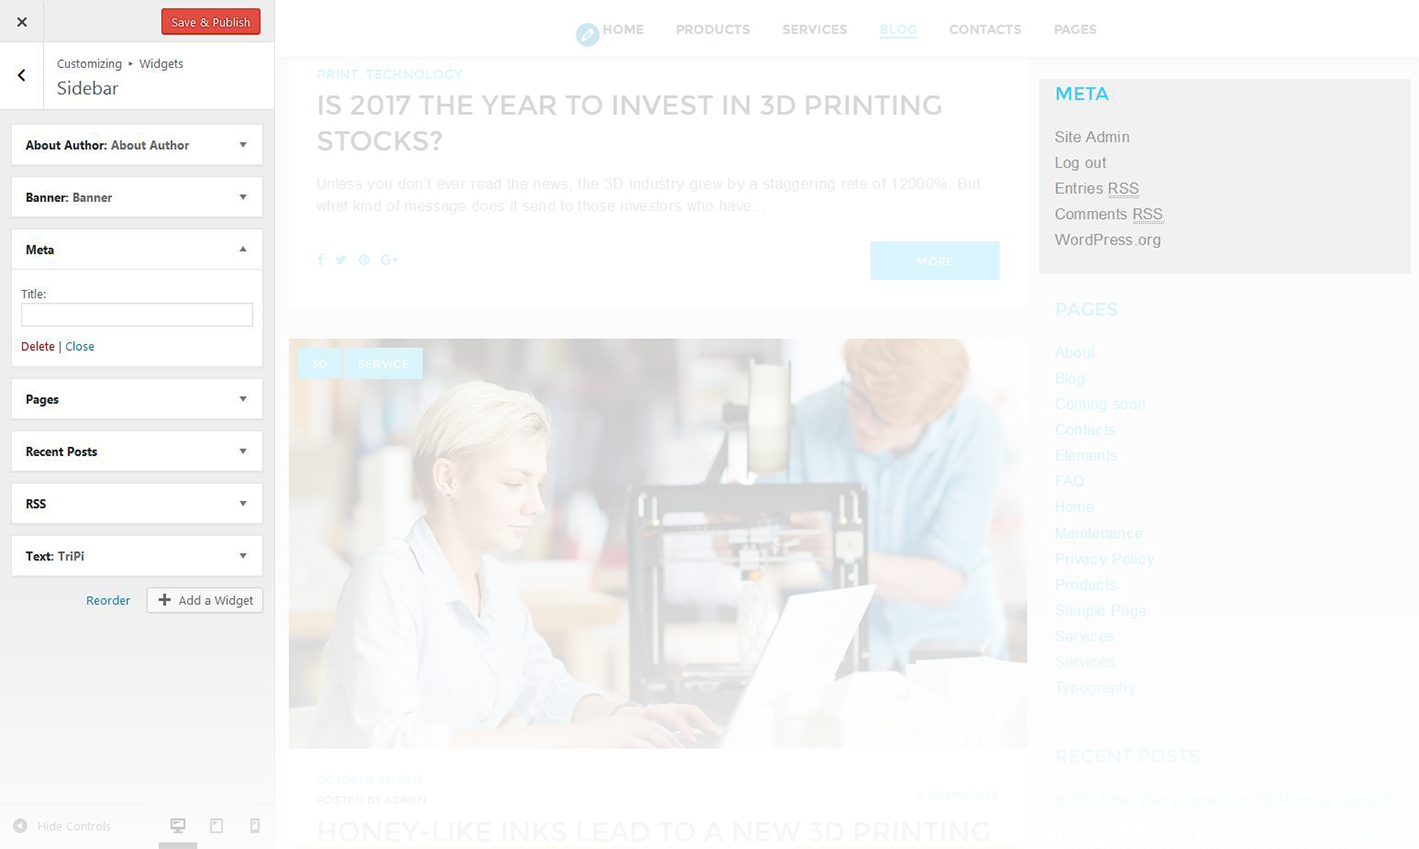 Save & Publish
Customizing ▸ Widgets
Sidebar
About Author: About Author
Banner: Banner
Meta
Title:
Delete | Close
Pages
Recent Posts
RSS
Text: TriPi
Reorder
Add a Widget
Hide Controls
HOME PRODUCTS SERVICES BLOG CONTACTS PAGES
PRINT, TECHNOLOGY
IS 2017 THE YEAR TO INVEST IN 3D PRINTING
STOCKS?
Unless you don't ever read the news, the 3D industry grew by a staggering rate of 12000%. But
what kind of message does it send to those investors who have...
MORE
3D SERVICE
POSTED BY ADMIN
COMMENTS
HONEY-LIKE INKS LEAD TO A NEW 3D PRINTING
META
Site Admin
Log out
Entries RSS
Comments RSS
WordPress.org
PAGES
About
Blog
Coming soon
Contacts
Elements
FAQ
Home
Maintenance
Privacy Policy
Products
Sample Page
Services
Services
Typography
RECENT POSTS
Is 2017 the Year to Invest in 3D Printing Stocks?